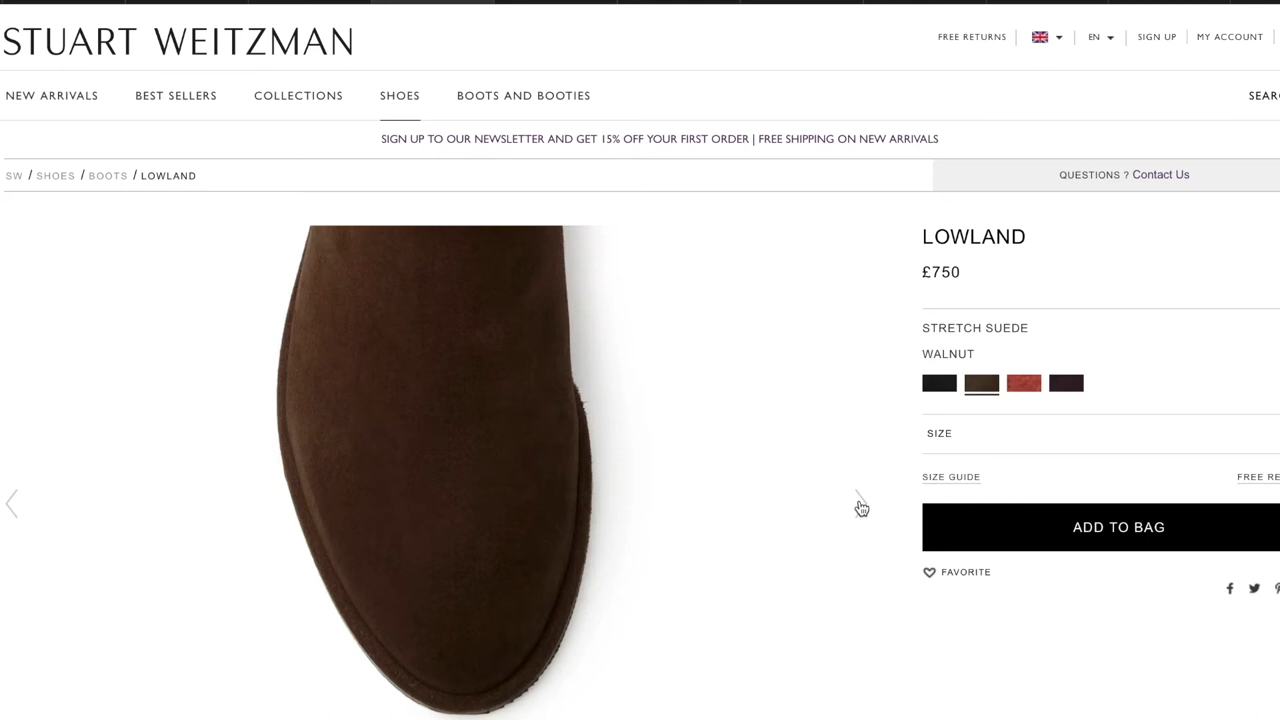 STUART WEITZMAN
FREE RETURNS
EN
SIGN UP
MY ACCOUNT
NEW ARRIVALS
BEST SELLERS
COLLECTIONS
SHOES
BOOTS AND BOOTIES
SIGN UP TO OUR NEWSLETTER AND GET 15% OFF YOUR FIRST ORDER | FREE SHIPPING ON NEW ARRIVALS
SW / SHOES / BOOTS / LOWLAND
QUESTIONS ? Contact Us
LOWLAND
£750
STRETCH SUEDE
WALNUT
SIZE
SIZE GUIDE
FREE
ADD TO BAG
FAVORITE